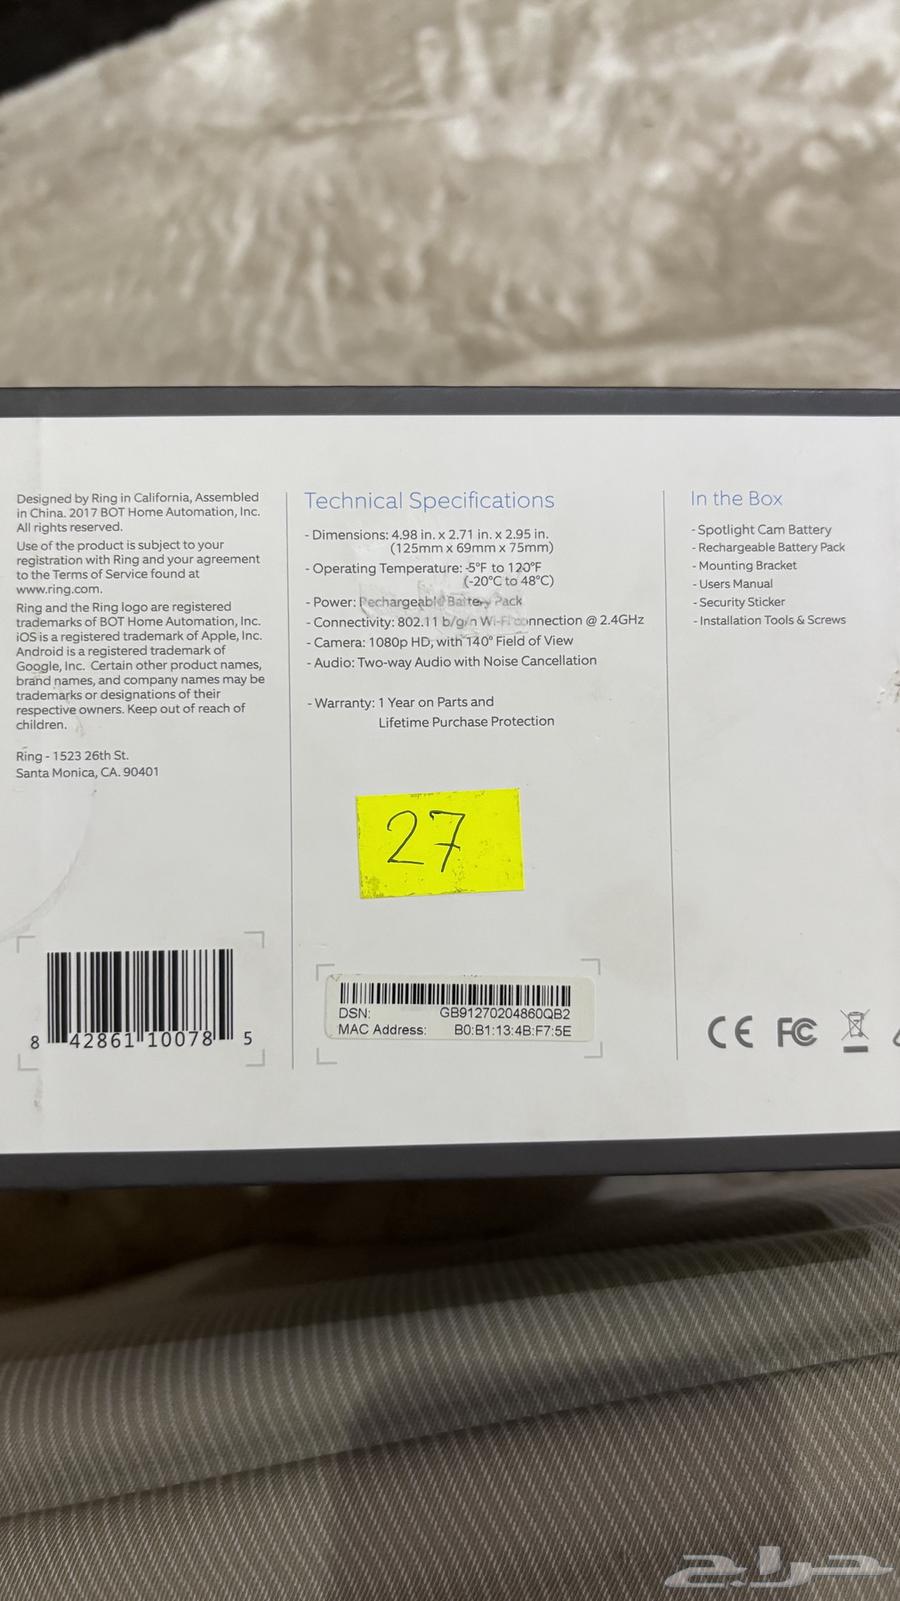 Designed by Ring in California, Assembled
in China. 2017 BOT Home Automation, Inc.
All rights reserved.
Use of the product is subject to your
registration with Ring and your agreement
to the Terms of Service found at
www.ring.com.
Ring and the Ring logo are registered
trademarks of BOT Home Automation, Inc.
iOS is a registered trademark of Apple, Inc.
Android is a registered trademark of
Google, Inc. Certain other product names,
brand names, and company names may be
trademarks or designations of their
respective owners. Keep out of reach of
children.
Ring - 1523 26th St.
Santa Monica, CA. 90401
8 42861 10078 5
Technical Specifications
- Dimensions: 4.98 in. x 2.71 in. x 2.95 in.
(125mm x 69mm x 75mm)
- Operating Temperature: -5°F to 120°F
(-20°C to 48°C)
- Power: Rechargeable Battery Pack
- Connectivity: 802.11 b/g/n Wi-Fi connection @ 2.4GHz
- Camera: 1080p HD, with 140° Field of View
- Audio: Two-way Audio with Noise Cancellation
- Warranty: 1 Year on Parts and
Lifetime Purchase Protection
27
DSN: GB91270204860QB2
MAC Address: B0:B1:13:4B:F7:5E
In the Box
- Spotlight Cam Battery
- Rechargeable Battery Pack
- Mounting Bracket
- Users Manual
- Security Sticker
- Installation Tools & Screws
CE FC
حراج